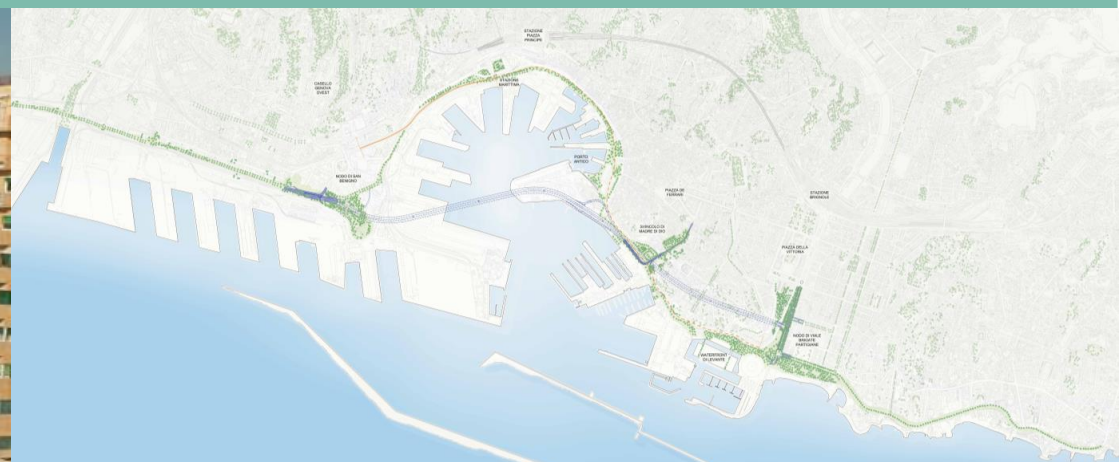 STAZIONE
PIAZZA
PRINCIPE
STAZIONE
MARITTIMA
CASELLO
GENOVA
OVEST
NODO DI SAN
BENIGNO
PORTO
ANTICO
PIAZZA DE
FERRARI
STAZIONE
BRIGNOLE
SVINCOLO DI
MADRE DI DIO
PIAZZA DELLA
VITTORIA
NODO DI VIALE
BRIGATE
PARTIGIANE
WATERFRONT
DI LEVANTE